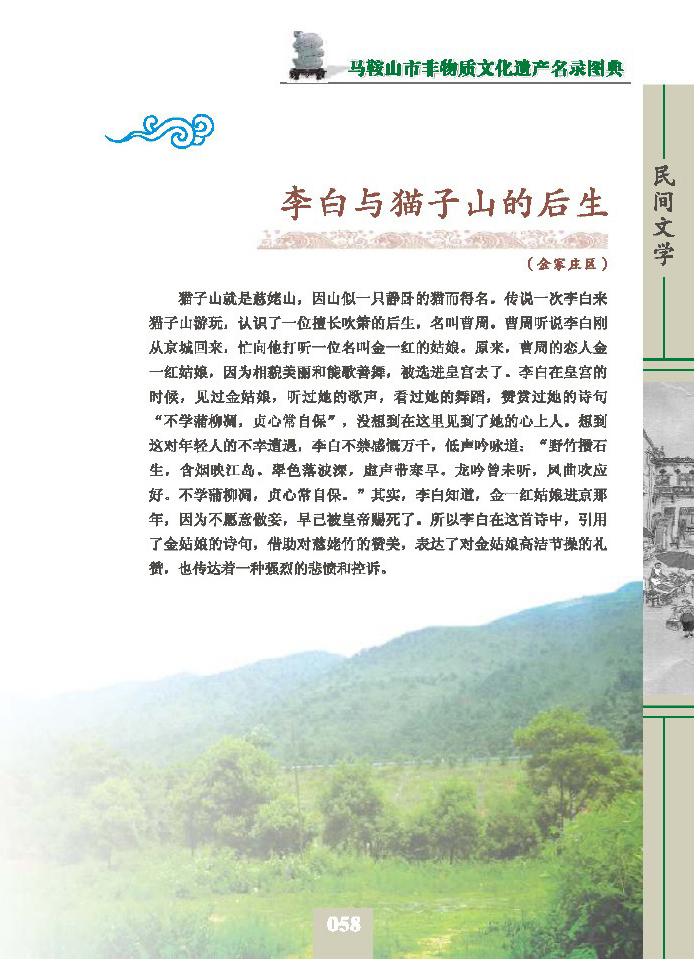 马鞍山市非物质文化遗产名录图典
民间文学
李白与猫子山的后生
（金家庄区）
猫子山就是慈姥山，因山似一只静卧的猫而得名。传说一次李白来
猫子山游玩，认识了一位擅长吹箫的后生，名叫曹周。曹周听说李白刚
从京城回来，忙向他打听一位名叫金一红的姑娘。原来，曹周的恋人金
一红姑娘，因为相貌美丽和能歌善舞，被选进皇宫去了。李白在皇宫的
时候，见过金姑娘，听过她的歌声，看过她的舞蹈，赞赏过她的诗句
“不学蒲柳凋，贞心常自保”，没想到在这里见到了她的心上人。想到
这对年轻人的不幸遭遇，李白不禁感慨万千，低声吟咏道：“野竹攒石
生，含烟映江岛。翠色落波深，虚声带寒早。龙吟曾未听，凤曲吹应
好。不学蒲柳凋，贞心常自保。”其实，李白知道，金一红姑娘进京那
年，因为不愿意做妾，早已被皇帝赐死了。所以李白在这首诗中，引用
了金姑娘的诗句，借助对慈姥竹的赞美，表达了对金姑娘高洁节操的礼
赞，也传达着一种强烈的悲愤和控诉。
058